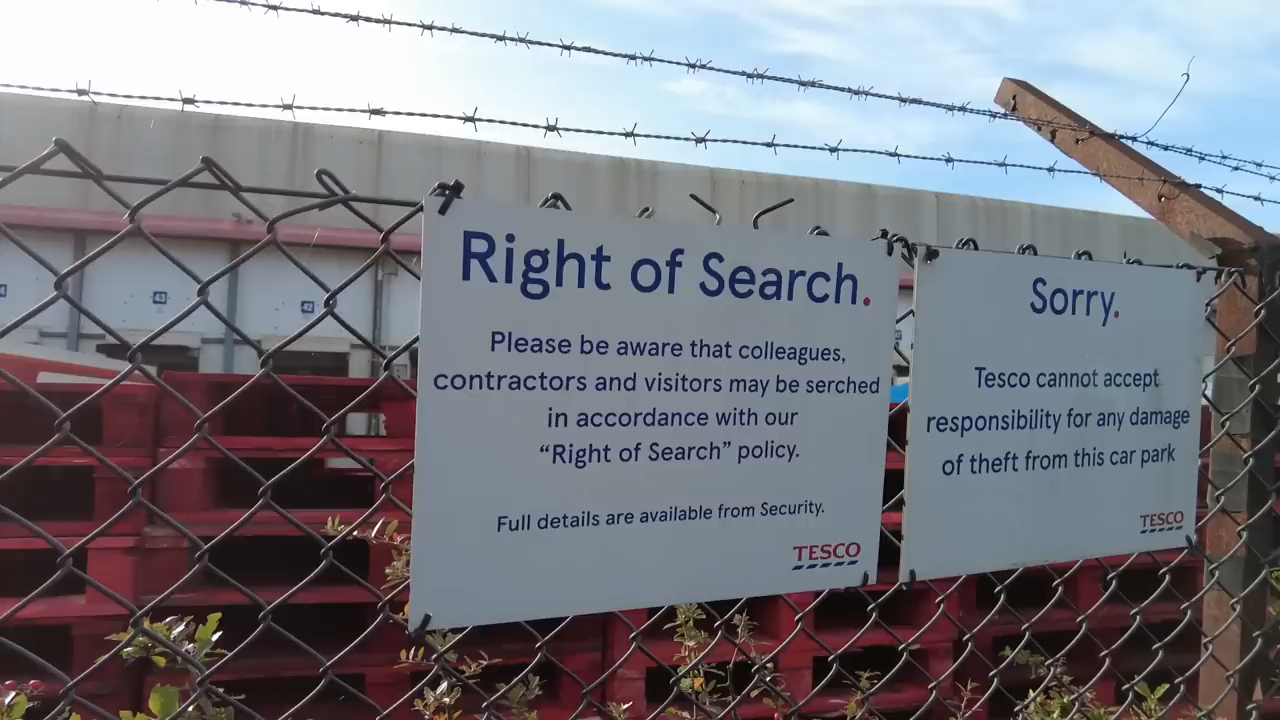 Right of Search.
Please be aware that colleagues,
contractors and visitors may be serched
in accordance with our
“Right of Search” policy.
Full details are available from Security.
TESCO
Sorry.
Tesco cannot accept
responsibility for any damage
of theft from this car park
TESCO
43
42